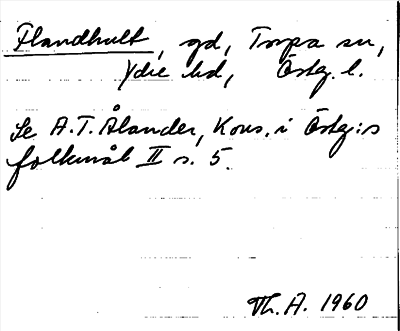 Flandhult, gd, Torpa sn,
Ydre hd, Östg. l.
Se A.T. Ålander, Kons. i Östg:s
folkmål II s. 5.
Th. A. 1960